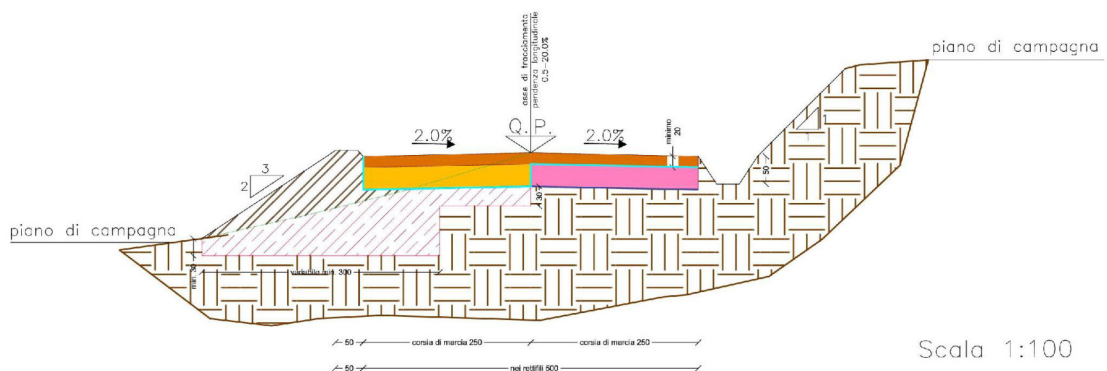 asse di tracciamento
pendenza longitudinale
0.5-20.0%
piano di campagna
2.0%
Q.P.
2.0%
minimo
20
1
1
50
3
2
30
piano di campagna
min. 30
variabile min. 300
50
corsia di marcia 250
corsia di marcia 250
Scala 1:100
50
nei rettifili 500